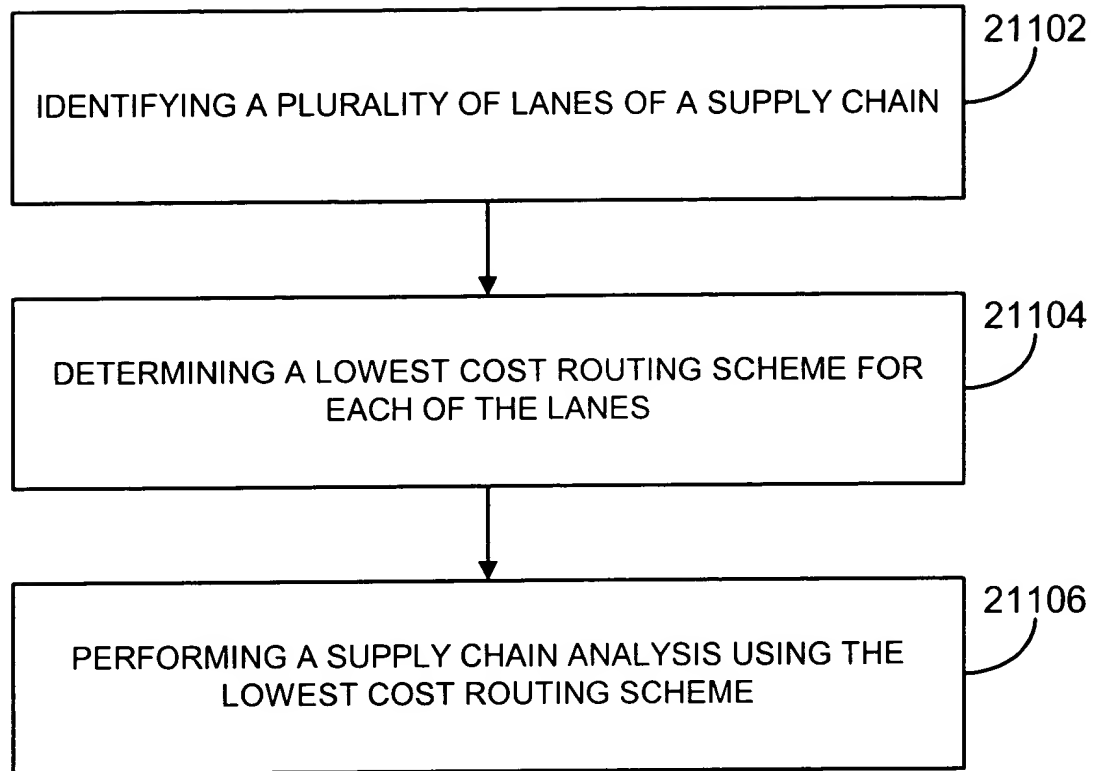 21102
IDENTIFYING A PLURALITY OF LANES OF A SUPPLY CHAIN
21104
DETERMINING A LOWEST COST ROUTING SCHEME FOR
EACH OF THE LANES
21106
PERFORMING A SUPPLY CHAIN ANALYSIS USING THE
LOWEST COST ROUTING SCHEME